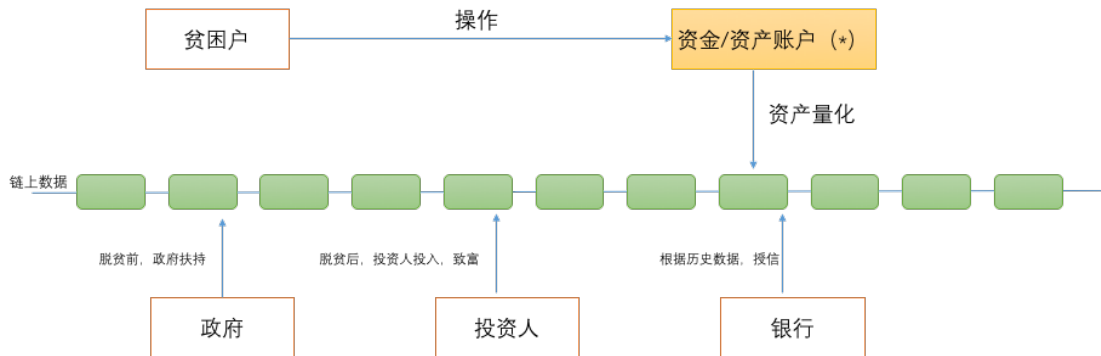 贫困户
操作
资金/资产账户（*）
资产量化
链上数据
脱贫前，政府扶持
脱贫后，投资人投入，致富
根据历史数据，授信
政府
投资人
银行